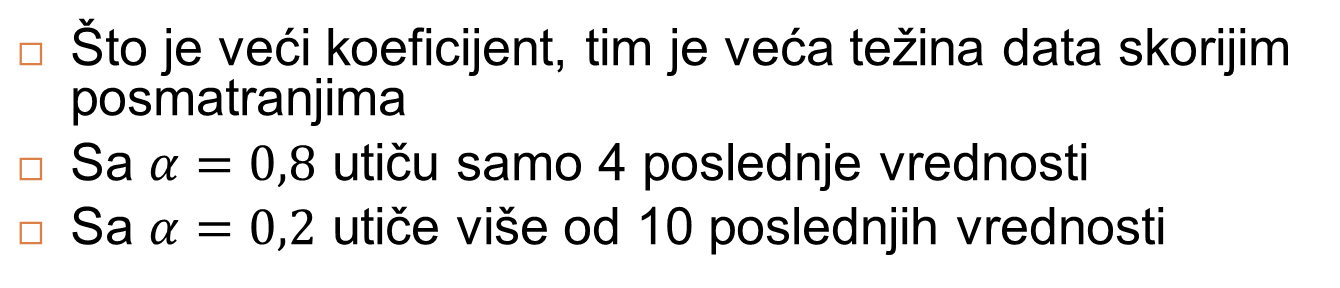 □ Što je veći koeficijent, tim je veća težina data skorijim
posmatranjima
□ Sa 𝛼 = 0,8 utiču samo 4 poslednje vrednosti
□ Sa 𝛼 = 0,2 utiče više od 10 poslednjih vrednosti